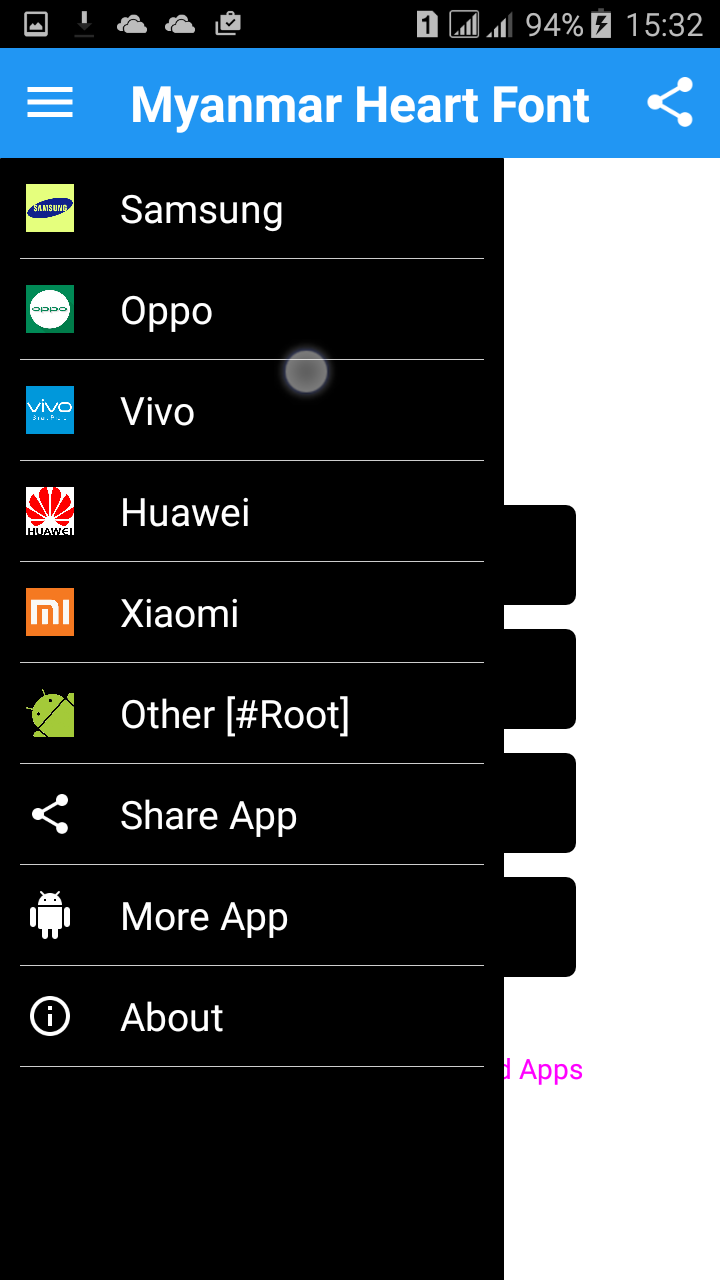 1 94% 15:32
Myanmar Heart Font
SAMSUNG Samsung
oppo Oppo
vivo Vivo
HUAWEI Huawei
MI Xiaomi
Other [#Root]
Share App
More App
About
d Apps